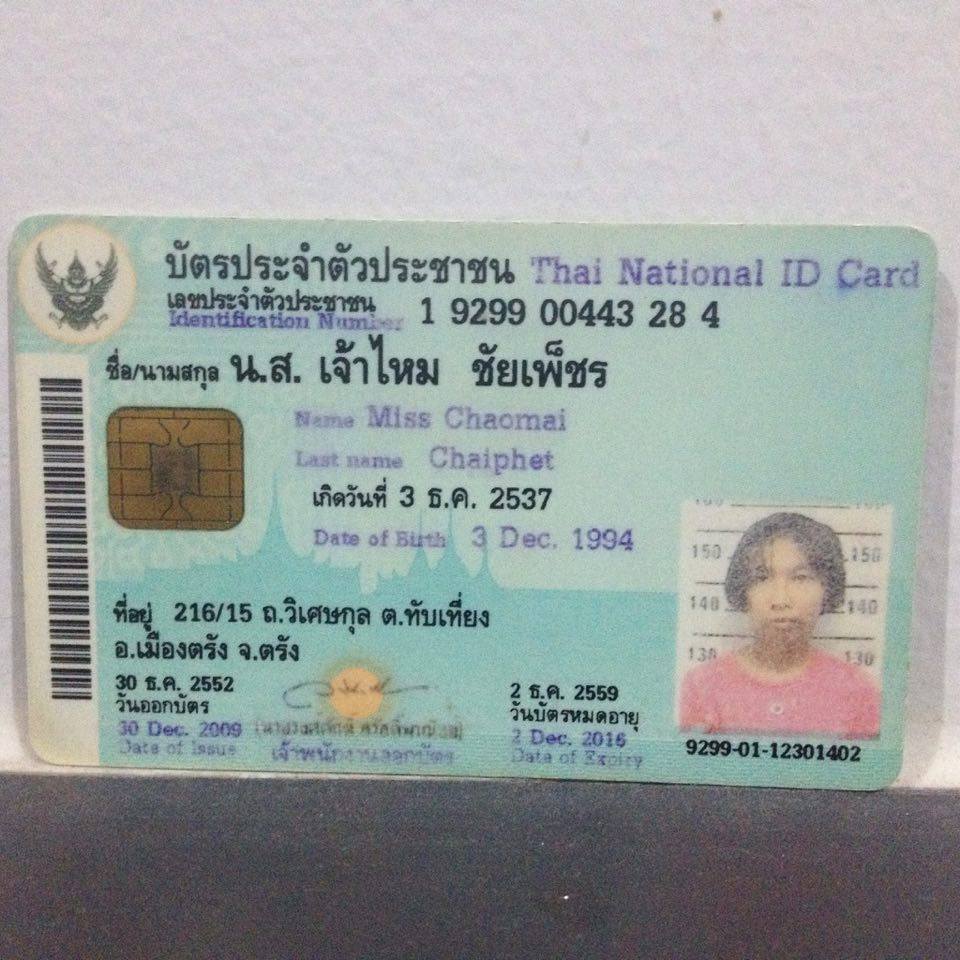 บัตรประจำตัวประชาชน Thai National ID Card
เลขประจำตัวประชาชน
Identification Number 1 9299 00443 28 4
ชื่อ/นามสกุล น.ส. เจ้าไหม ชัยเพ็ชร
Name Miss Chaomai
Last name Chaiphet
เกิดวันที่ 3 ธ.ค. 2537
Date of Birth 3 Dec. 1994
ที่อยู่ 216/15 ถ.วิเศษกุล ต.ทับเที่ยง
อ.เมืองตรัง จ.ตรัง
30 ธ.ค. 2552
วันออกบัตร
30 Dec. 2009
Date of Issue
เจ้าพนักงานออกบัตร
2 ธ.ค. 2559
วันบัตรหมดอายุ
2 Dec. 2016
Date of Expiry
150 150
140 140
130 130
9299-01-12301402